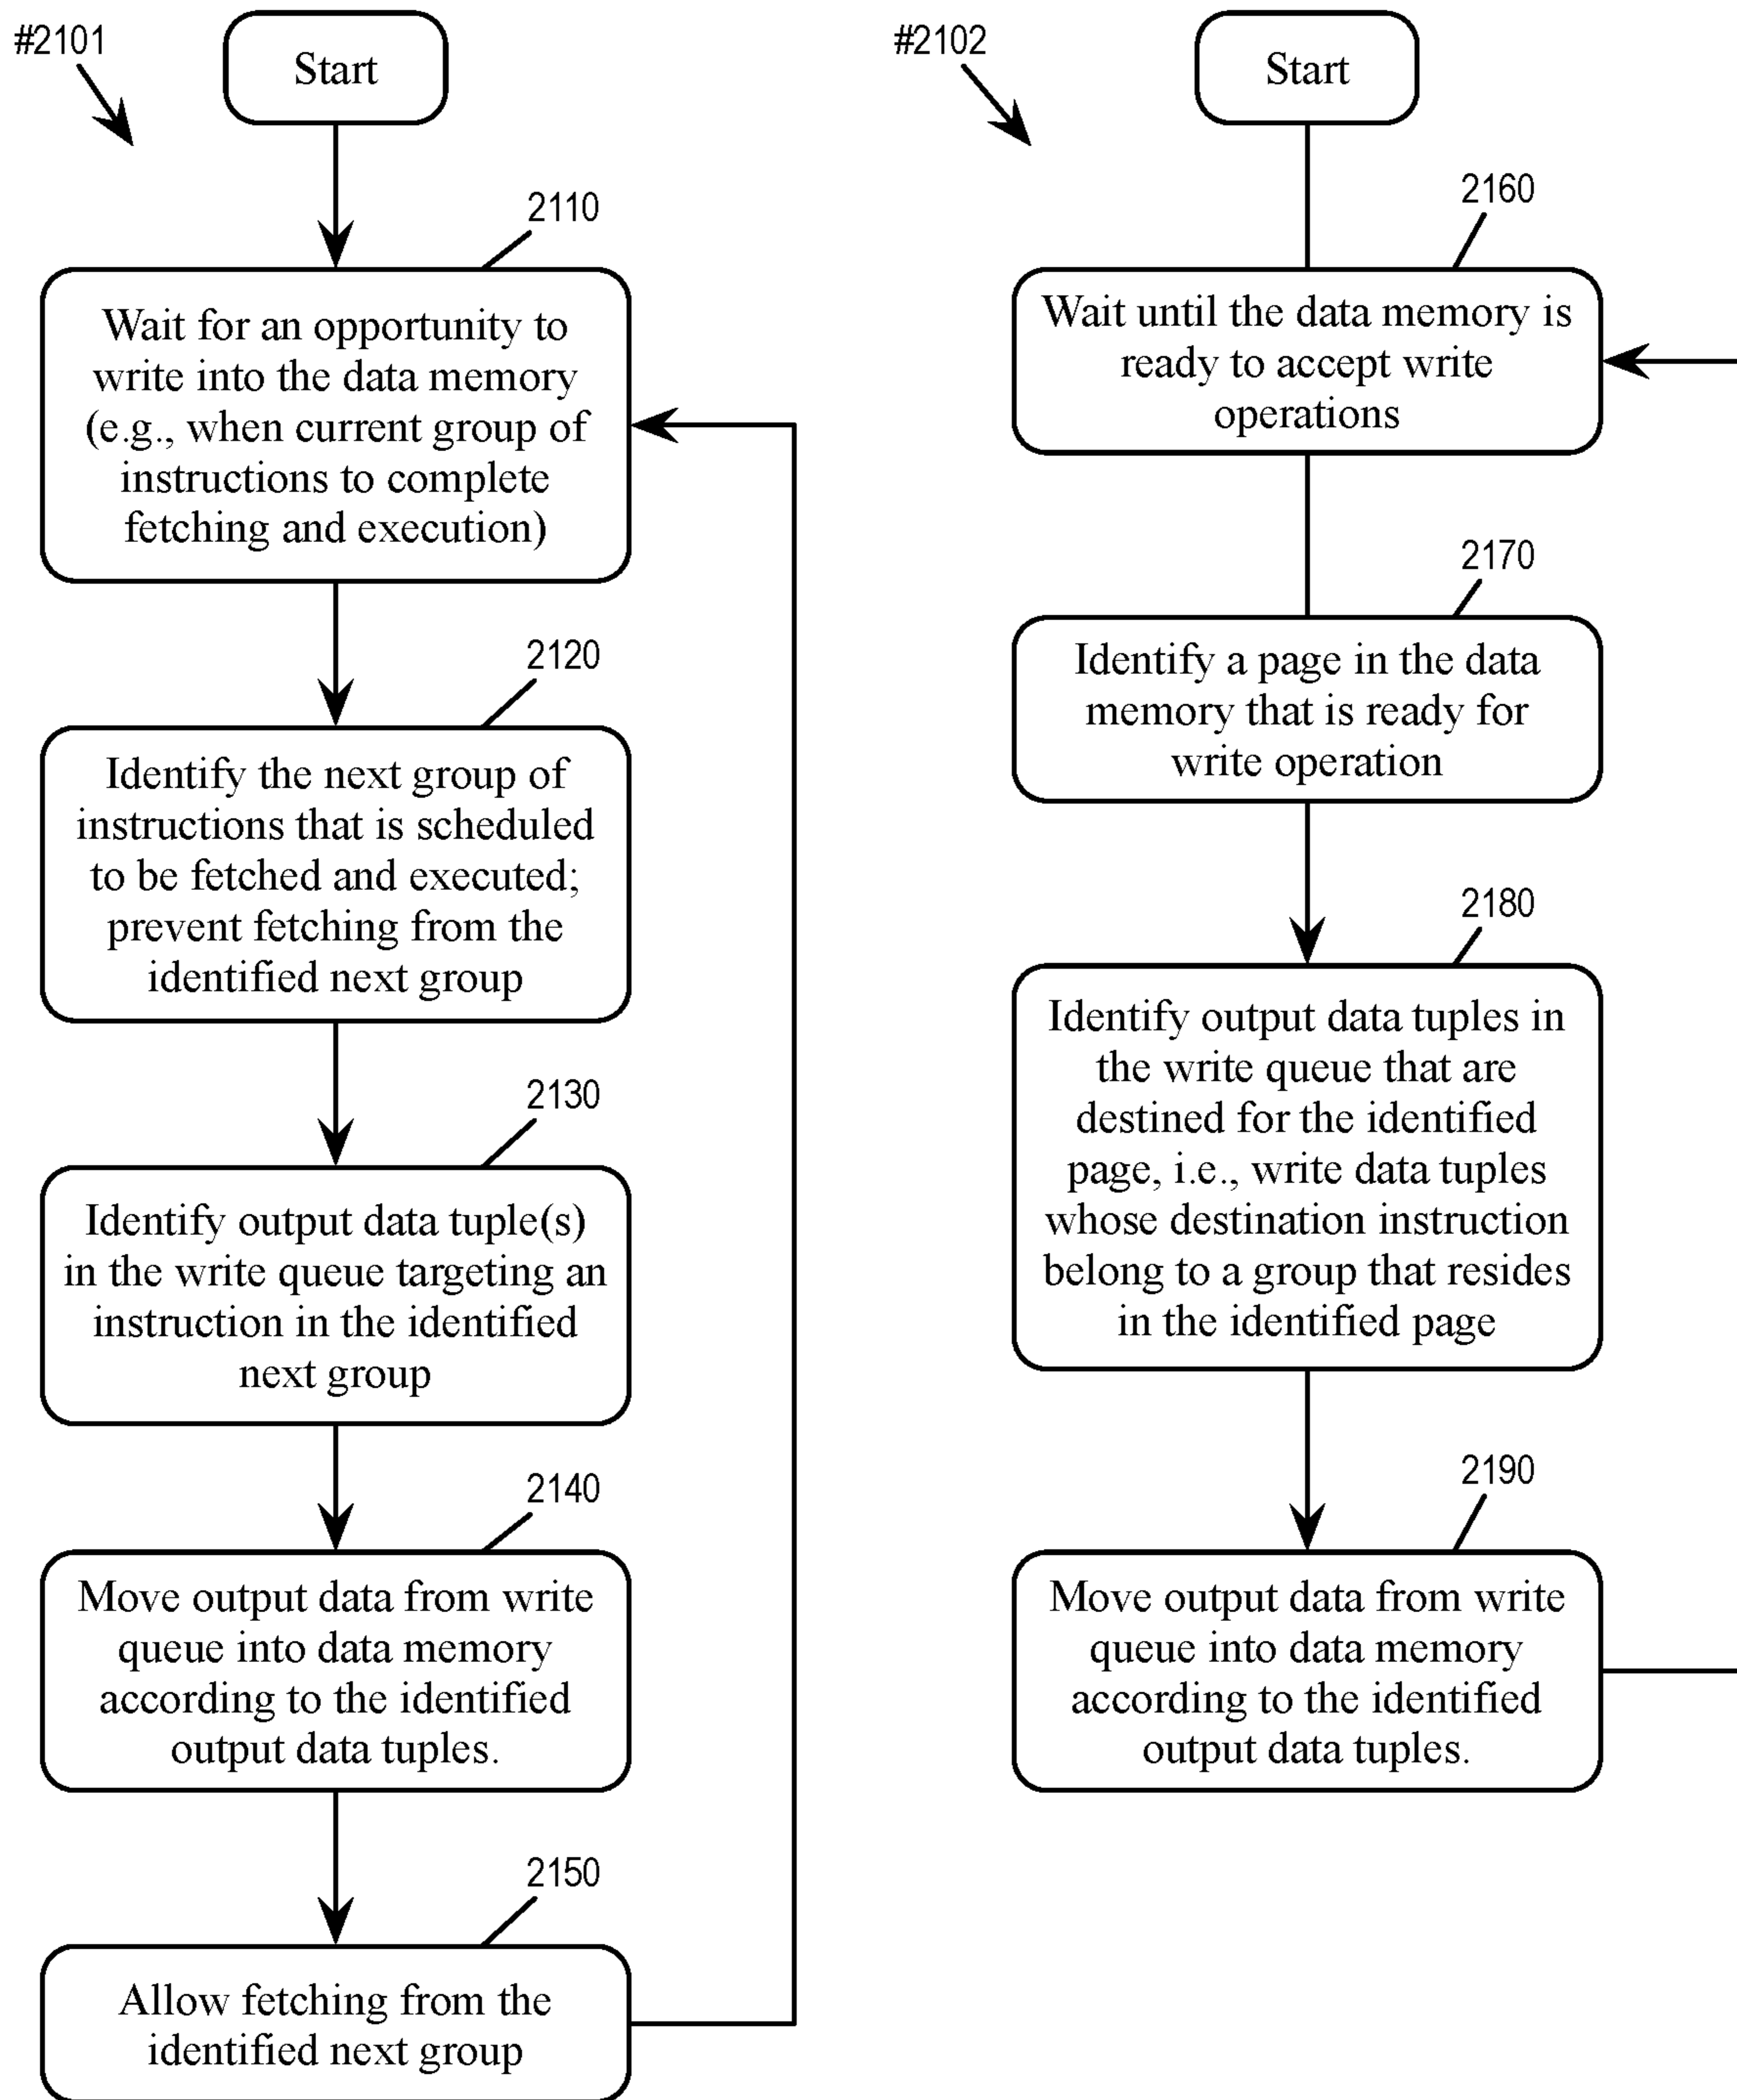 #2101
Start
2110
Wait for an opportunity to
write into the data memory
(e.g., when current group of
instructions to complete
fetching and execution)
2120
Identify the next group of
instructions that is scheduled
to be fetched and executed;
prevent fetching from the
identified next group
2130
Identify output data tuple(s)
in the write queue targeting an
instruction in the identified
next group
2140
Move output data from write
queue into data memory
according to the identified
output data tuples.
2150
Allow fetching from the
identified next group
#2102
Start
2160
Wait until the data memory is
ready to accept write
operations
2170
Identify a page in the data
memory that is ready for
write operation
2180
Identify output data tuples in
the write queue that are
destined for the identified
page, i.e., write data tuples
whose destination instruction
belong to a group that resides
in the identified page
2190
Move output data from write
queue into data memory
according to the identified
output data tuples.